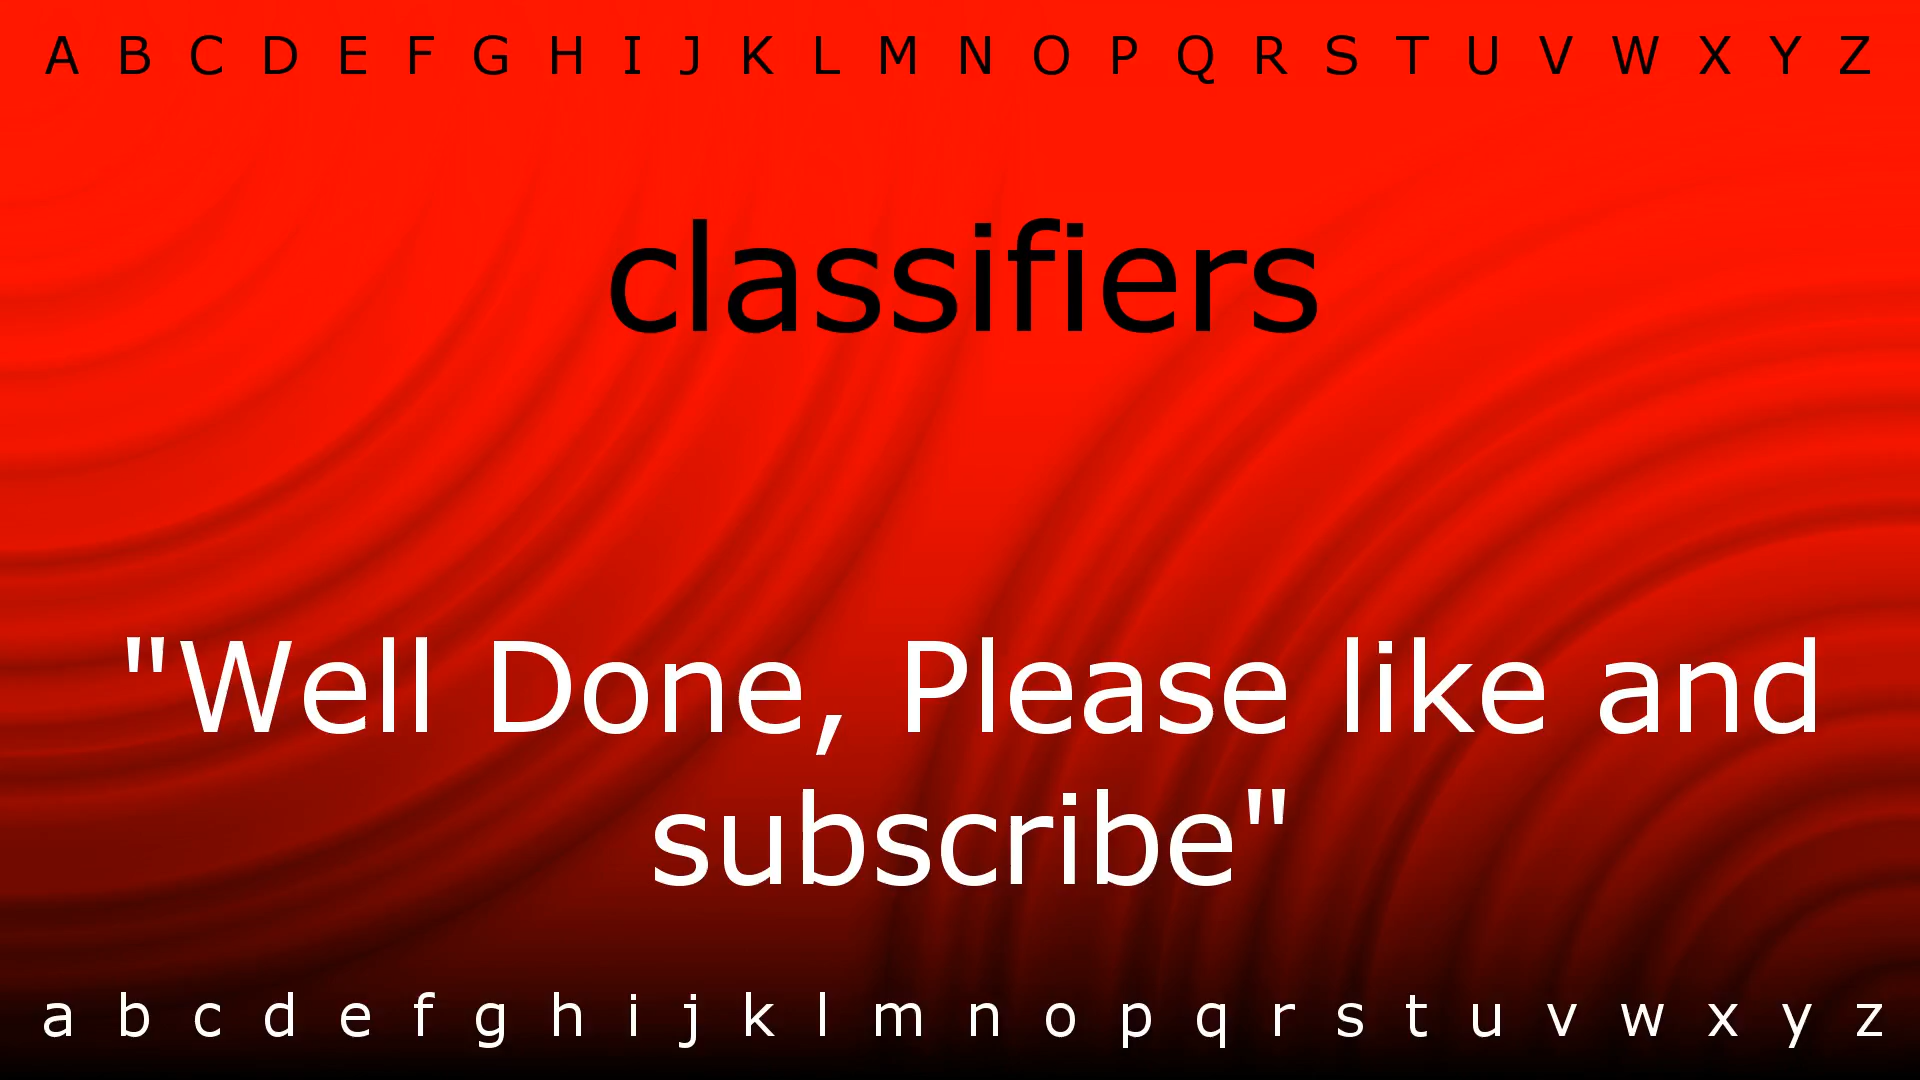 A B C D E F G H I J K L M N O P Q R S T U V W X Y Z
classifiers
"Well Done, Please like and
subscribe"
a b c d e f g h i j k l m n o p q r s t u v w x y z